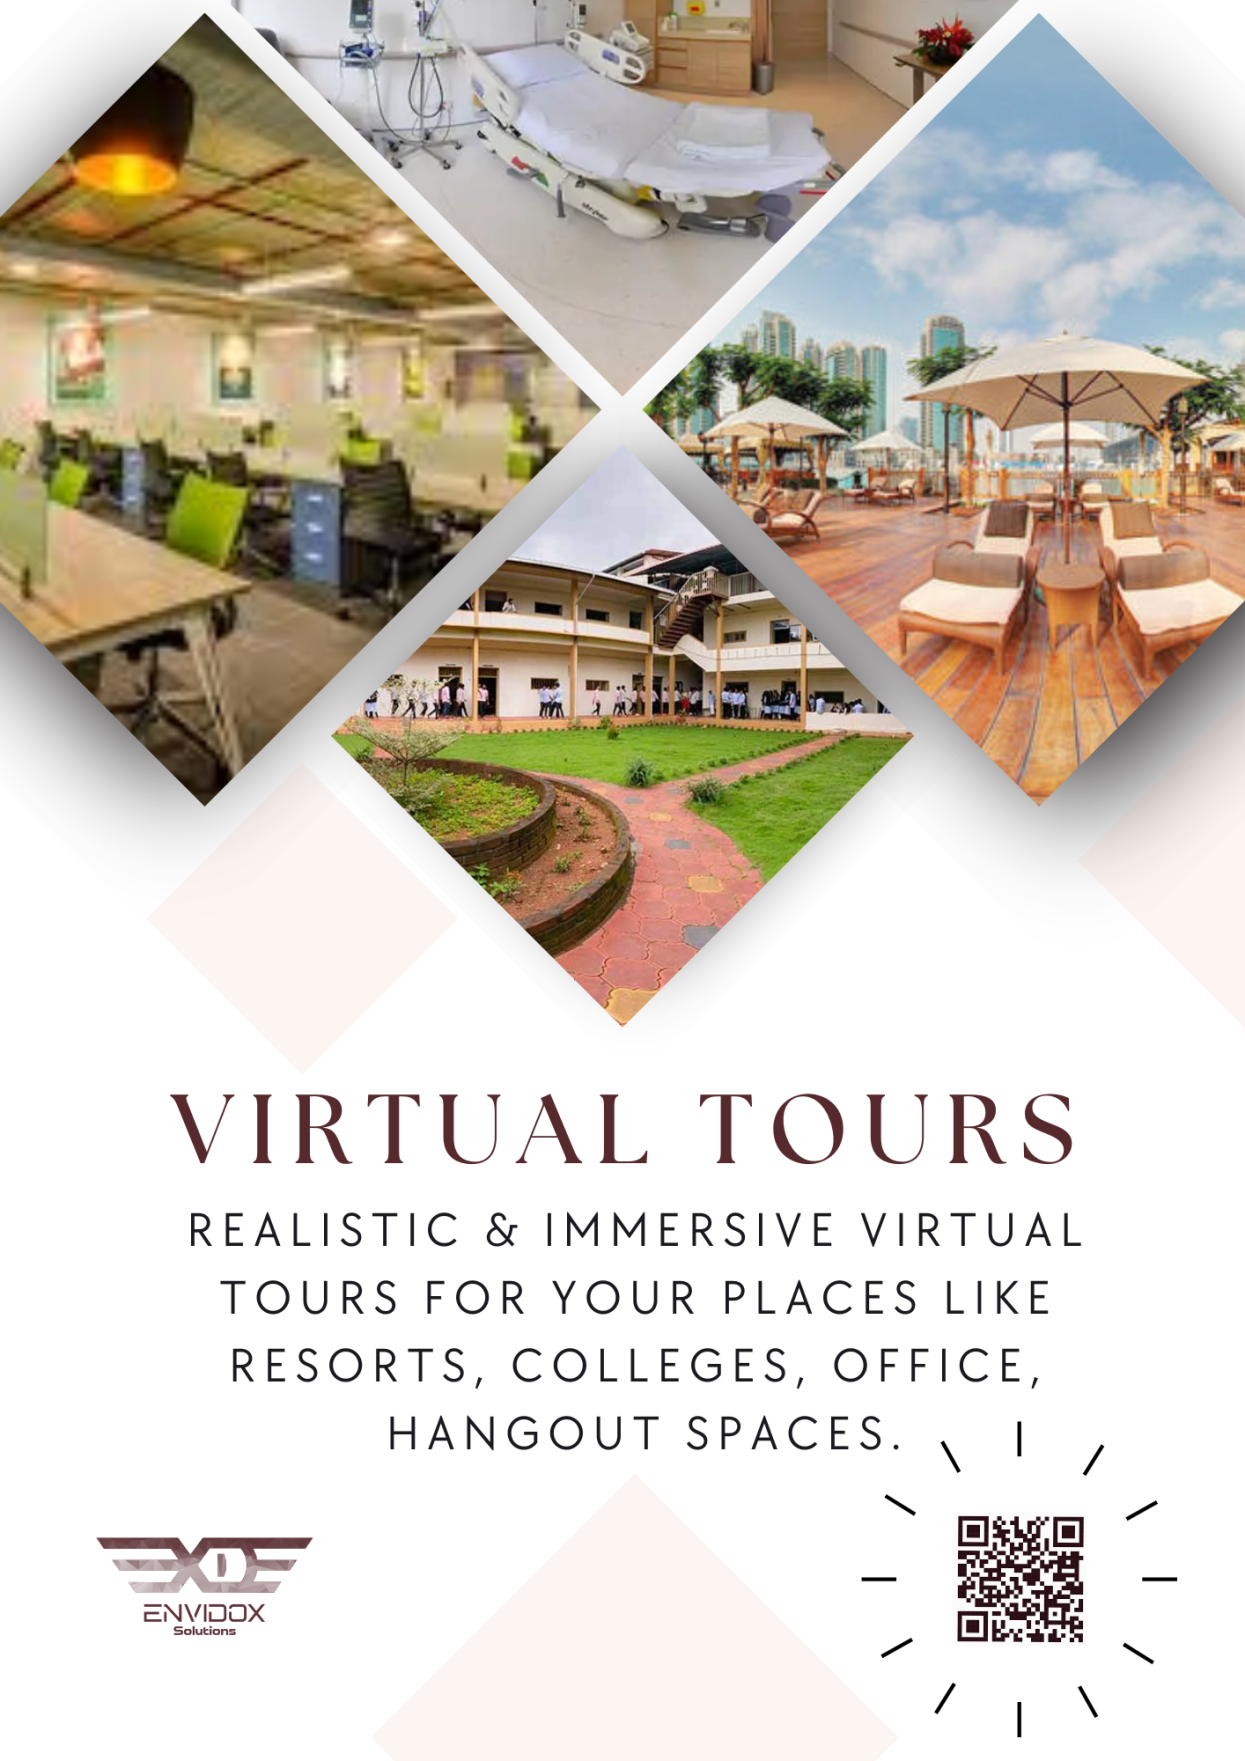 VIRTUAL TOURS
REALISTIC & IMMERSIVE VIRTUAL
TOURS FOR YOUR PLACES LIKE
RESORTS, COLLEGES, OFFICE,
HANGOUT SPACES.
ENVIDOX
Solutions